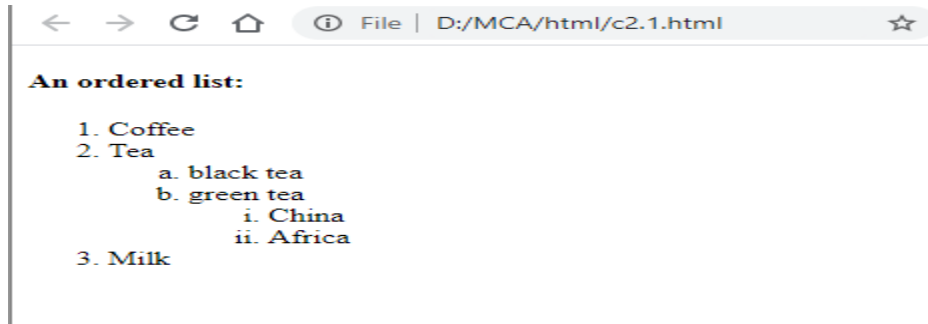 File | D:/MCA/html/c2.1.html
An ordered list:
1. Coffee
2. Tea
a. black tea
b. green tea
i. China
ii. Africa
3. Milk